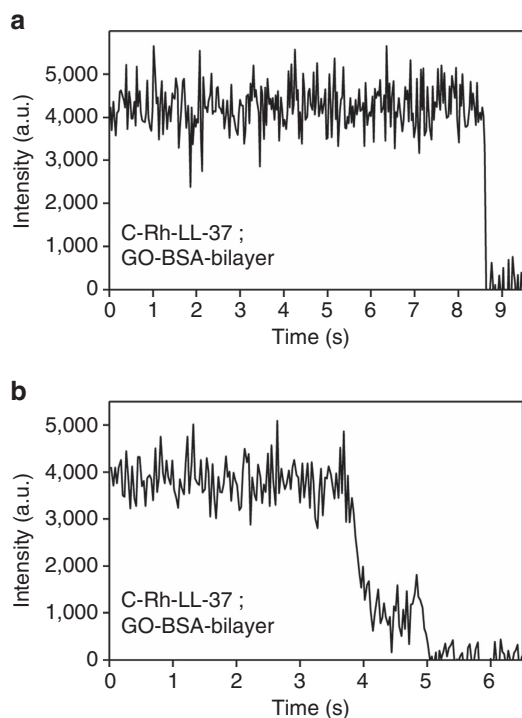 a
Intensity (a.u.)
5,000
4,000
3,000
2,000
1,000
0
C-Rh-LL-37 ;
GO-BSA-bilayer
0 1 2 3 4 5 6 7 8 9
Time (s)
b
Intensity (a.u.)
5,000
4,000
3,000
2,000
1,000
0
C-Rh-LL-37 ;
GO-BSA-bilayer
0 1 2 3 4 5 6
Time (s)